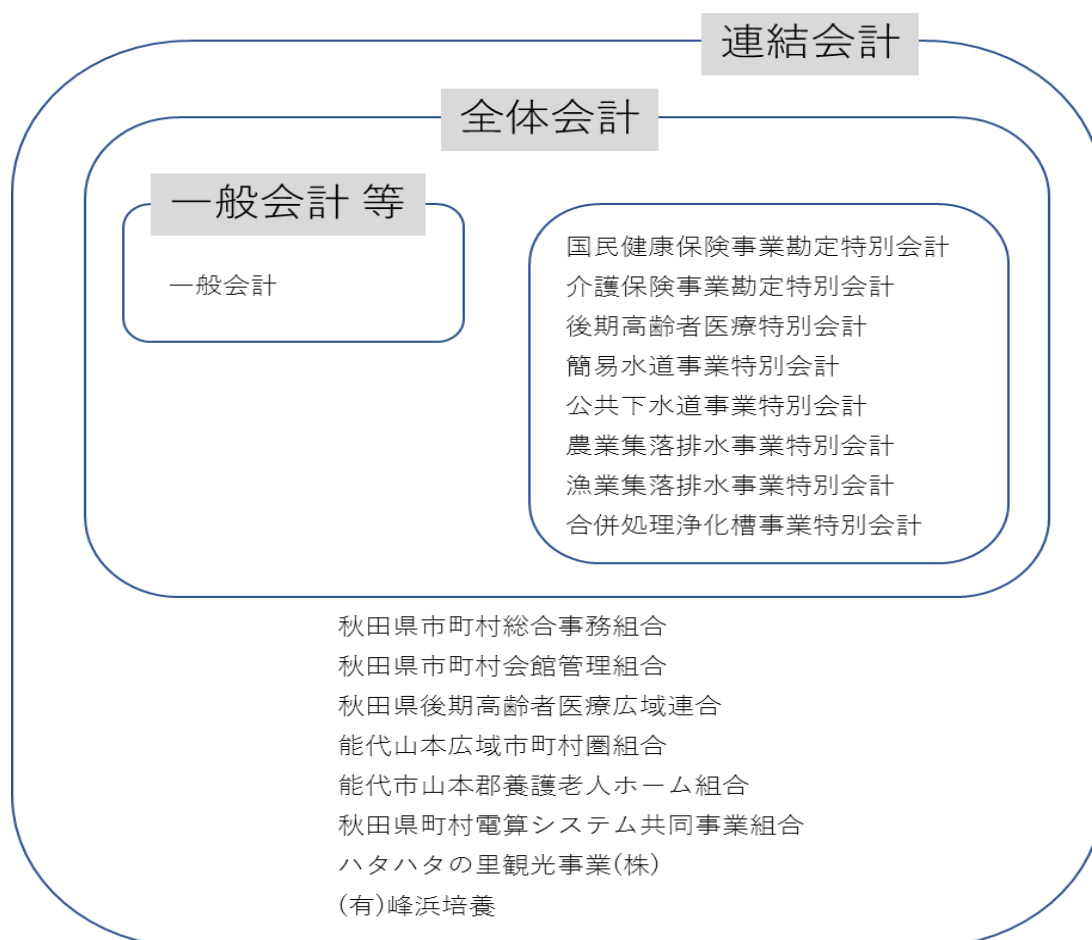 連結会計
全体会計
一般会計 等
一般会計
国民健康保険事業勘定特別会計
介護保険事業勘定特別会計
後期高齢者医療特別会計
簡易水道事業特別会計
公共下水道事業特別会計
農業集落排水事業特別会計
漁業集落排水事業特別会計
合併処理浄化槽事業特別会計
秋田県市町村総合事務組合
秋田県市町村会館管理組合
秋田県後期高齢者医療広域連合
能代山本広域市町村圏組合
能代市山本郡養護老人ホーム組合
秋田県町村電算システム共同事業組合
ハタハタの里観光事業(株)
(有)峰浜培養